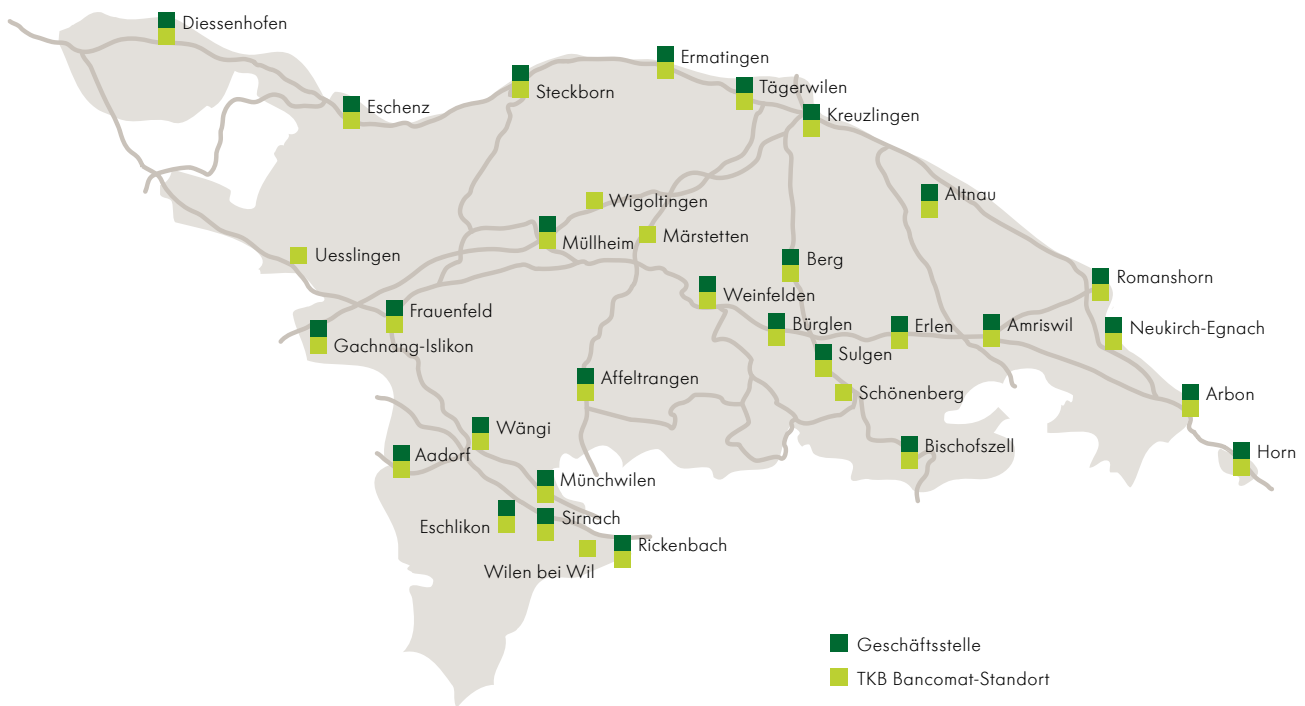 Diessenhofen
Ermatingen
Tägerwilen
Steckborn
Eschenz
Kreuzlingen
Altnau
Wigoltingen
Märstetten
Müllheim
Uesslingen
Berg
Romanshorn
Weinfelden
Frauenfeld
Bürglen
Erlen
Amriswil
Neukirch-Egnach
Gachnang-Islikon
Sulgen
Affeltrangen
Schönenberg
Arbon
Wängi
Bischofszell
Aadorf
Horn
Münchwilen
Sirnach
Eschlikon
Rickenbach
Wilen bei Wil
Geschäftsstelle
TKB Bancomat-Standort